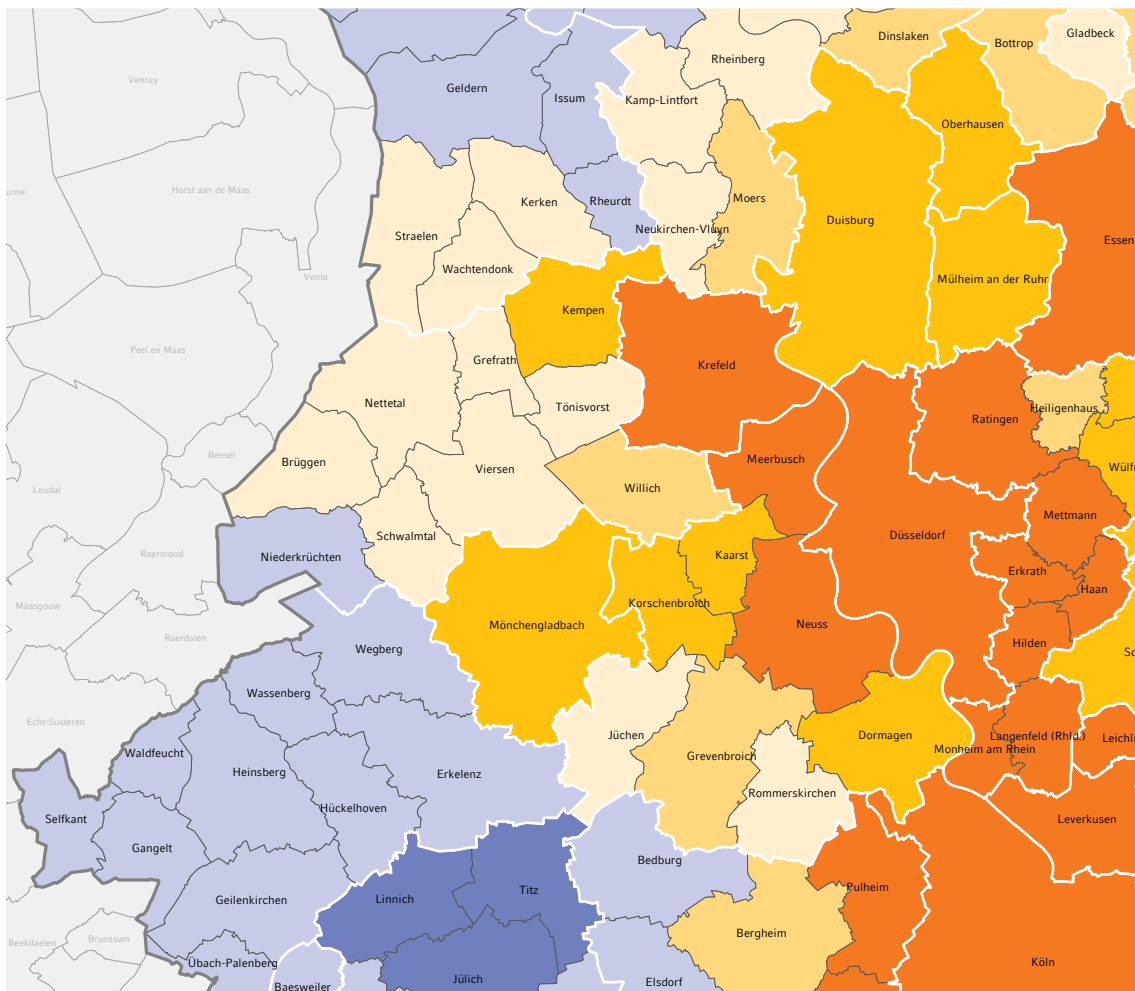 Gladbeck
Dinslaken
Bottrop
Rheinberg
Venray
Geldern
Issum
Kamp-Lintfort
Oberhausen
Horst aan de Maas
Kerken
Rheurdt
Moers
Duisburg
Neukirchen-Vluyn
Straelen
Essen
Wachtendonk
Venlo
Mülheim an der Ruhr
Kempen
Peel en Maas
Grefrath
Krefeld
Nettetal
Tönisvorst
Heiligenhaus
Ratingen
Beesel
Brüggen
Viersen
Meerbusch
Leudal
Willich
Mettmann
Schwalmtal
Düsseldorf
Roermond
Niederkrüchten
Kaarst
Erkrath
Haan
Maasgouw
Korschenbroich
Mönchengladbach
Neuss
Roerdalen
Hilden
Wegberg
Wassenberg
Echt-Susteren
Jüchen
Dormagen
Langenfeld (Rhld.)
Monheim am Rhein
Waldfeucht
Grevenbroich
Heinsberg
Erkelenz
Rommerskirchen
Hückelhoven
Selfkant
Leverkusen
Gangelt
Bedburg
Titz
Pulheim
Linnich
Geilenkirchen
Bergheim
Beekdaelen
Brunssum
Übach-Palenberg
Köln
Jülich
Elsdorf
Baesweiler